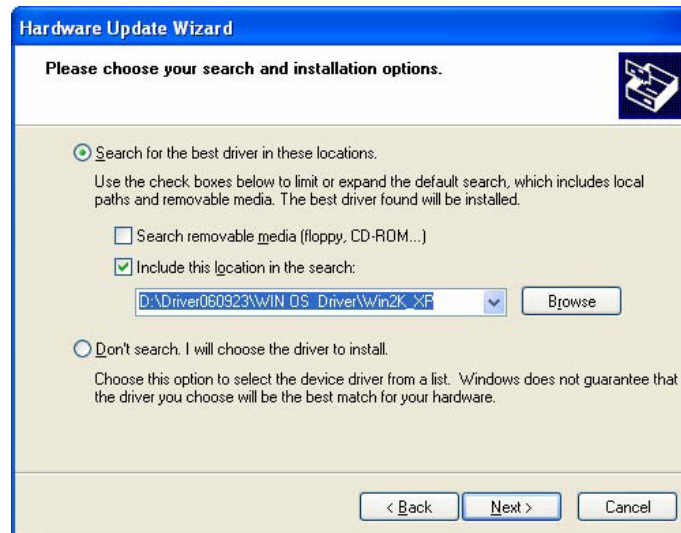 Hardware Update Wizard
Please choose your search and installation options.
Search for the best driver in these locations.
Use the check boxes below to limit or expand the default search, which includes local
paths and removable media. The best driver found will be installed.
Search removable media (floppy, CD-ROM...)
Include this location in the search:
D:\Driver060923\WIN OS_Driver\Win2K_XP
Browse
Don't search. I will choose the driver to install.
Choose this option to select the device driver from a list. Windows does not guarantee that
the driver you choose will be the best match for your hardware.
< Back
Next >
Cancel